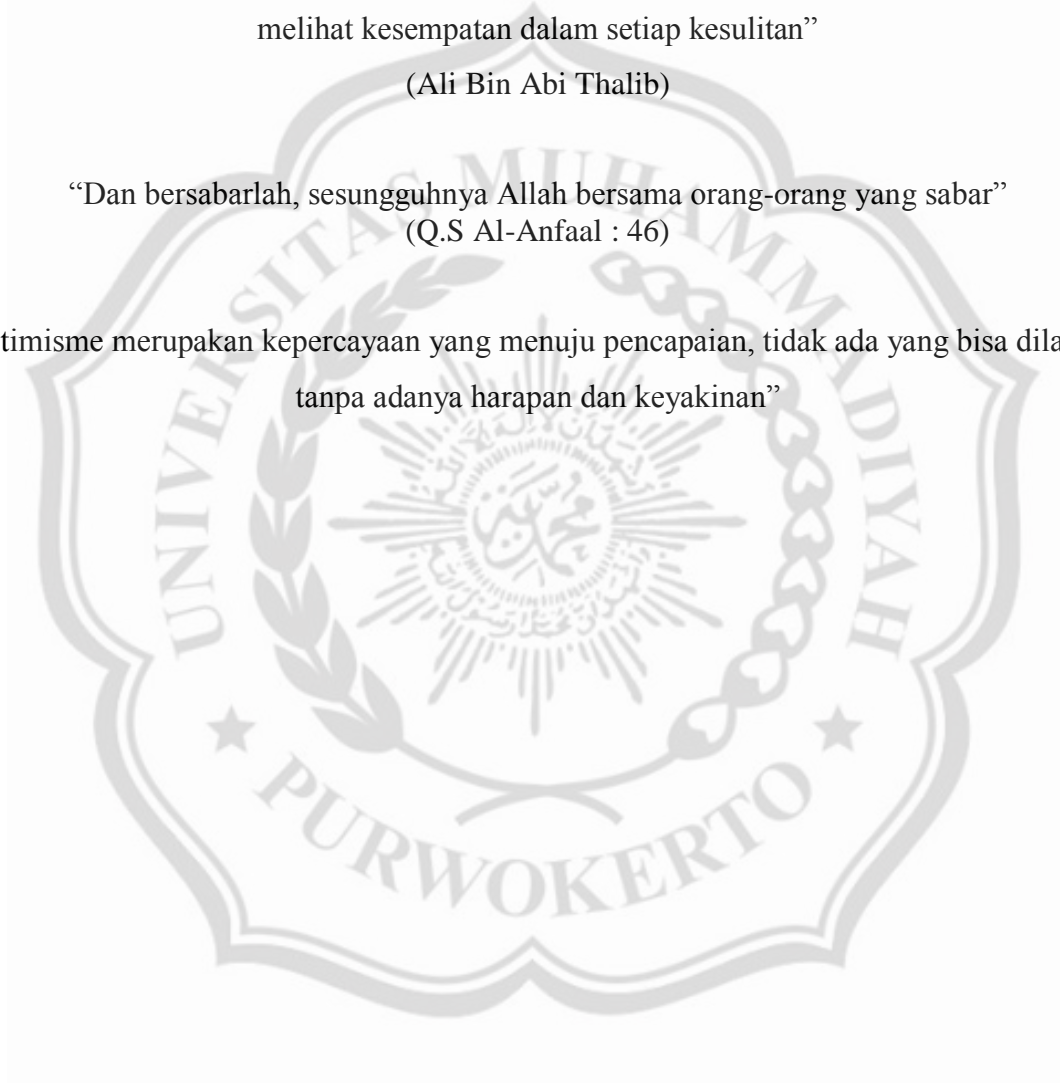 melihat kesempatan dalam setiap kesulitan”
(Ali Bin Abi Thalib)
“Dan bersabarlah, sesungguhnya Allah bersama orang-orang yang sabar”
(Q.S Al-Anfaal : 46)
timisme merupakan kepercayaan yang menuju pencapaian, tidak ada yang bisa dila
tanpa adanya harapan dan keyakinan”
UNIVERSITAS MUHAMMADIYAH
PURWOKERTO